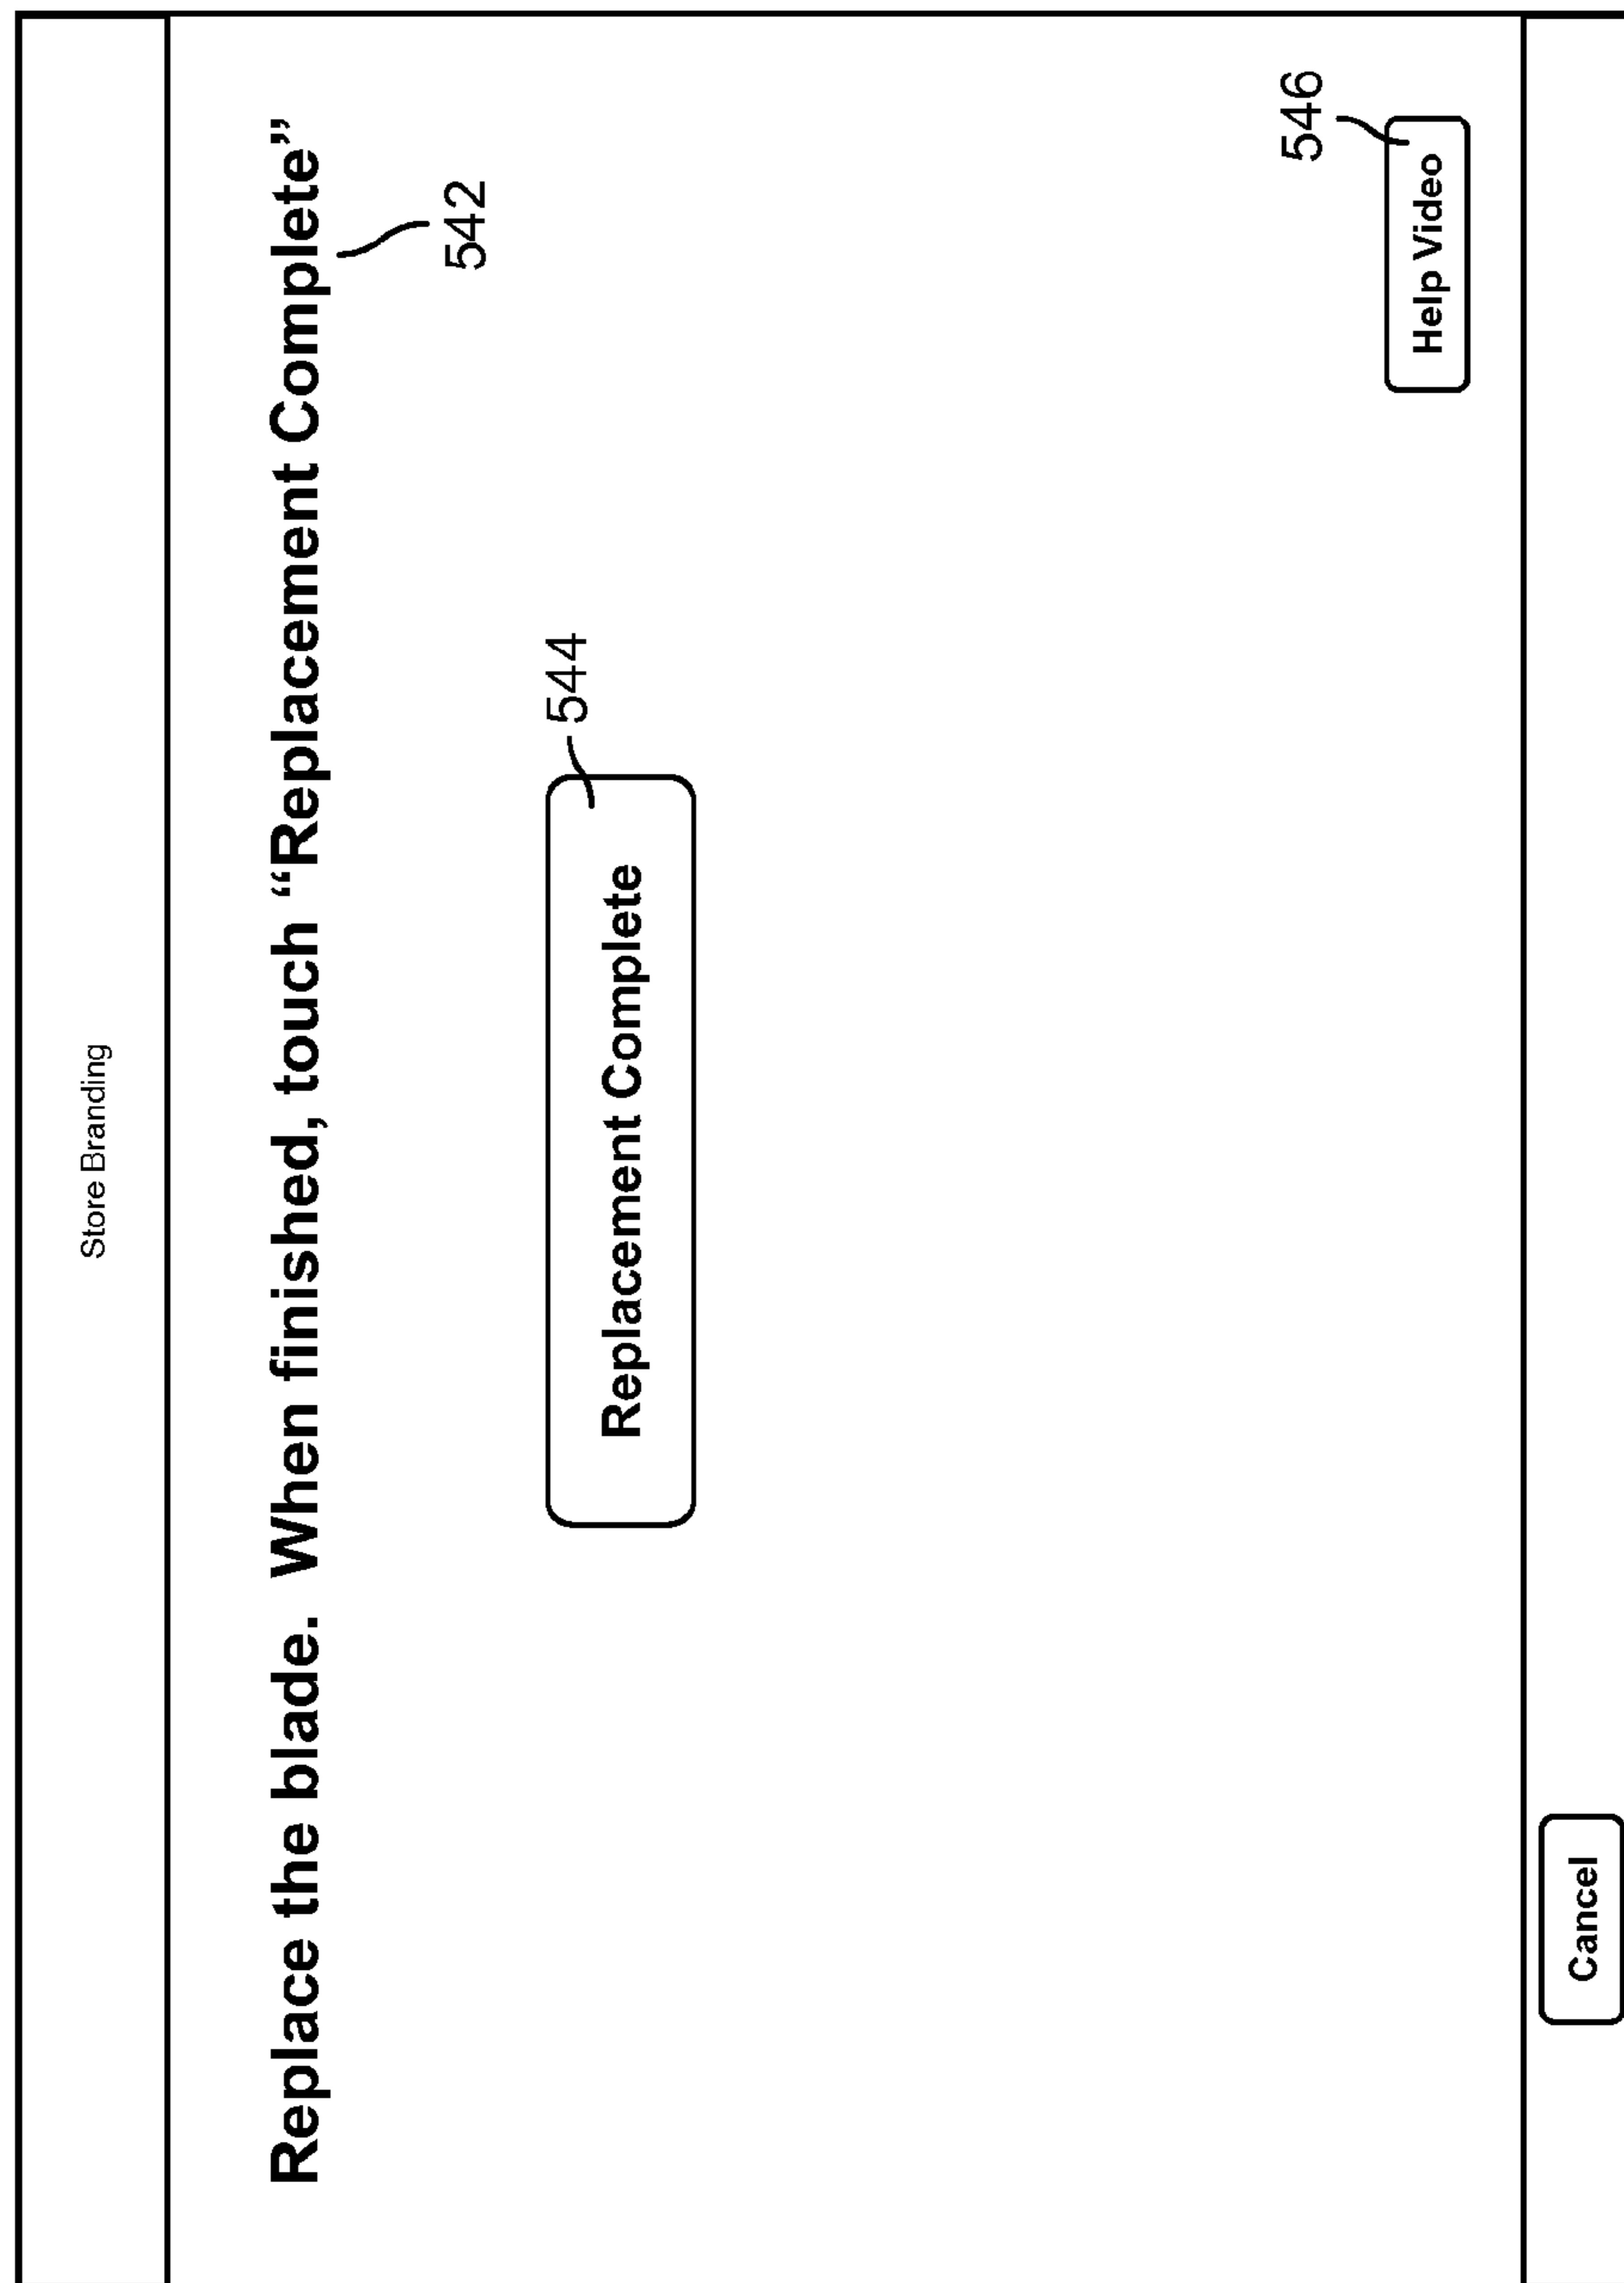 Store Branding
Replace the blade.  When finished, touch “Replacement Complete”
542
544
Replacement Complete
546
Help Video
Cancel